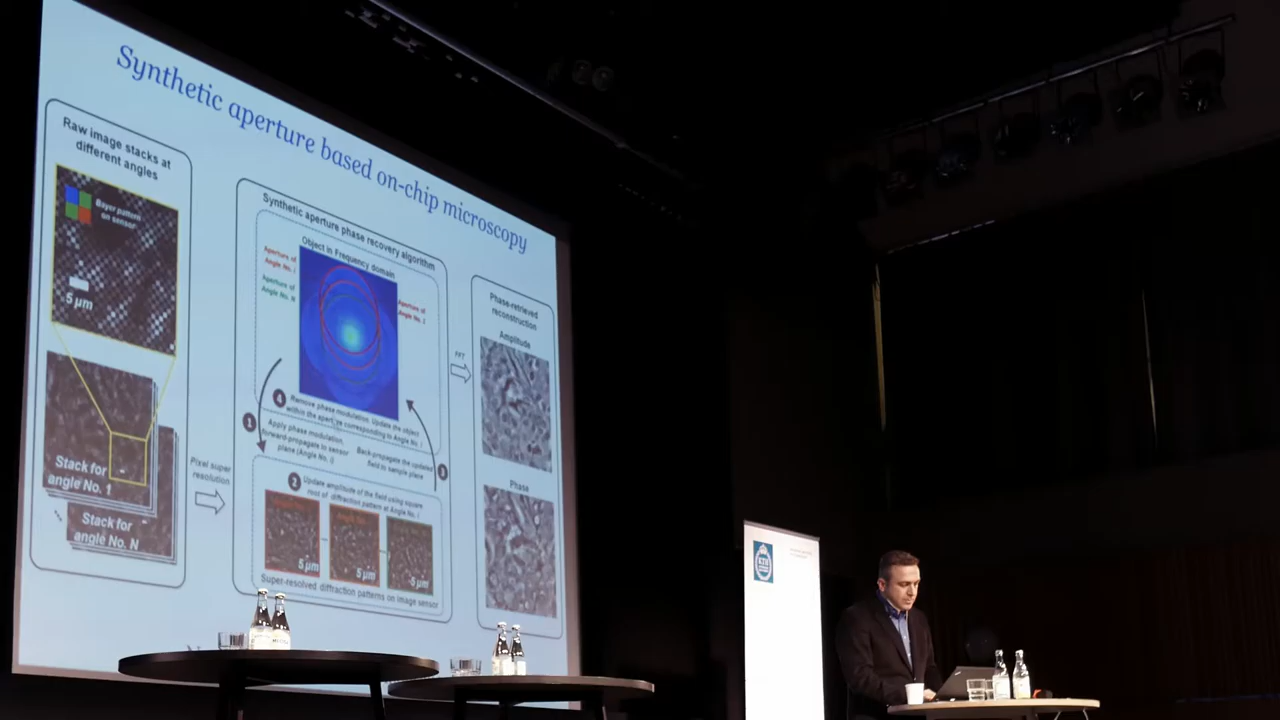 Synthetic aperture based on-chip microscopy
Raw image stacks at
different angles
Bayer pattern
on sensor
5 μm
Stack for
angle No. 1
Stack for
angle No. N
Pixel super
resolution
Synthetic aperture phase recovery algorithm
Object in Frequency domain
Aperture of
Angle No. i
Aperture of
Angle No. N
Aperture of
Angle No.
4
Remove phase modulation. Update the object
within the aperture corresponding to Angle No. i
1
Apply phase modulation,
forward-propagate to sensor
plane (Angle No. i)
Back-propagate the updated
field to sample plane
3
2
Update amplitude of the field using square
root of diffraction pattern at Angle No. i
5 μm
5 μm
5 μm
Super-resolved diffraction patterns on image sensor
FFT
Phase-retrieved
reconstruction
Amplitude
Phase
KTH